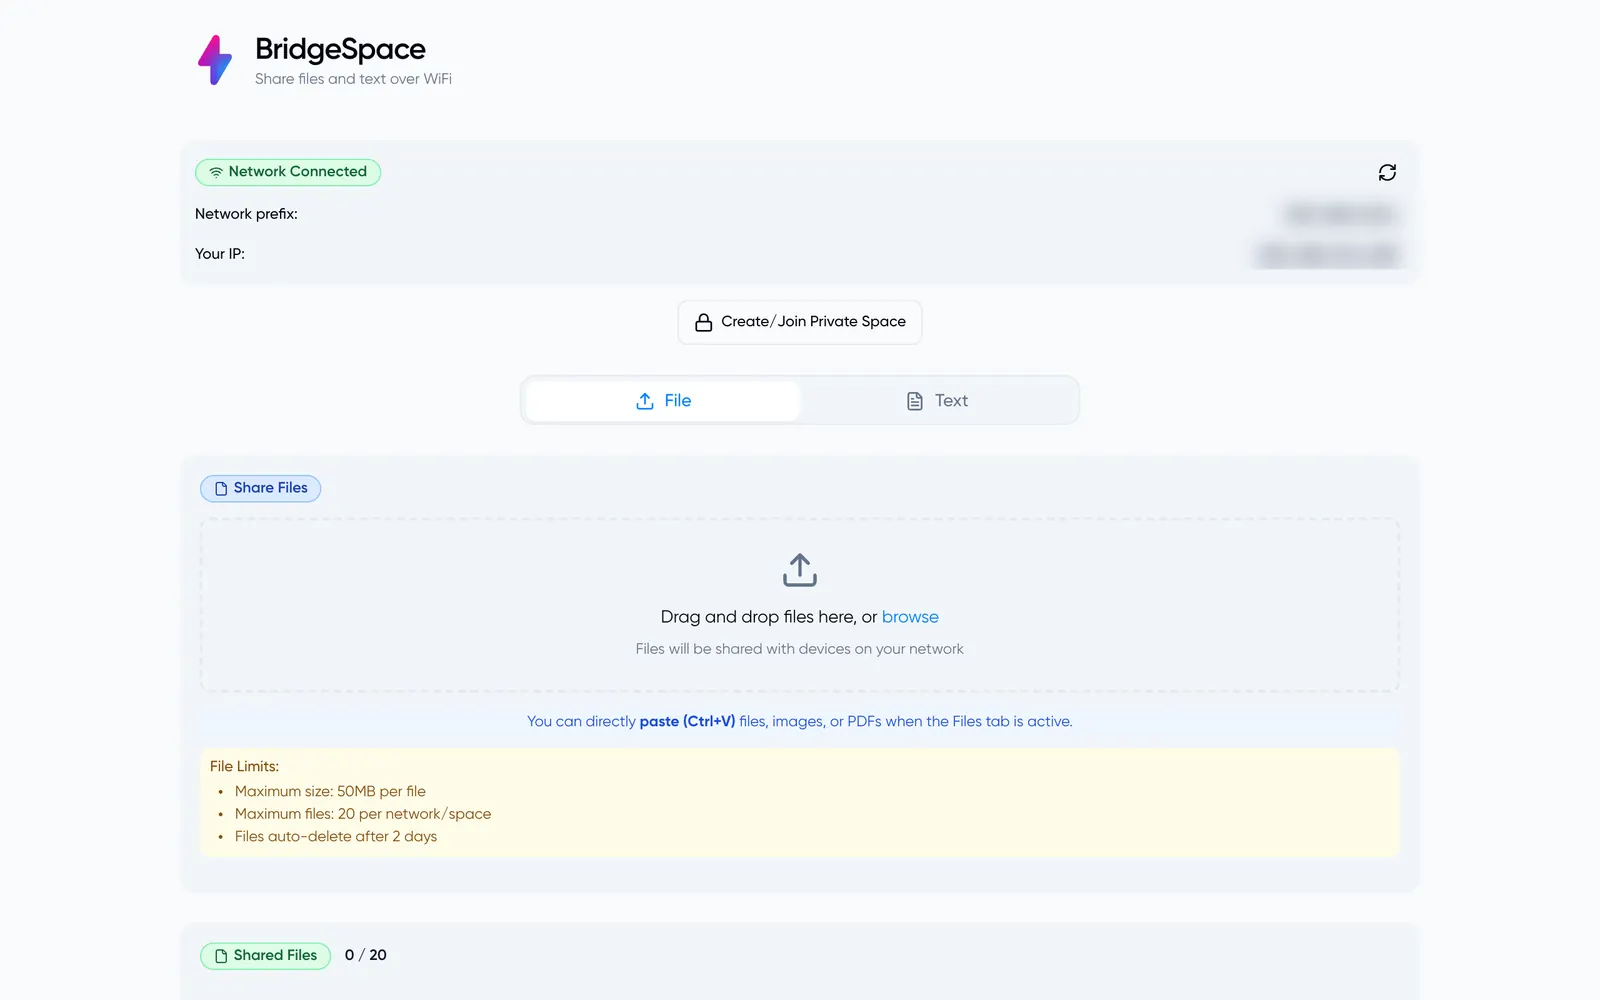 BridgeSpace
Share files and text over WiFi
Network Connected
Network prefix:
Your IP:
Create/Join Private Space
File
Text
Share Files
Drag and drop files here, or browse
Files will be shared with devices on your network
You can directly paste (Ctrl+V) files, images, or PDFs when the Files tab is active.
File Limits:
• Maximum size: 50MB per file
• Maximum files: 20 per network/space
• Files auto-delete after 2 days
Shared Files 0 / 20